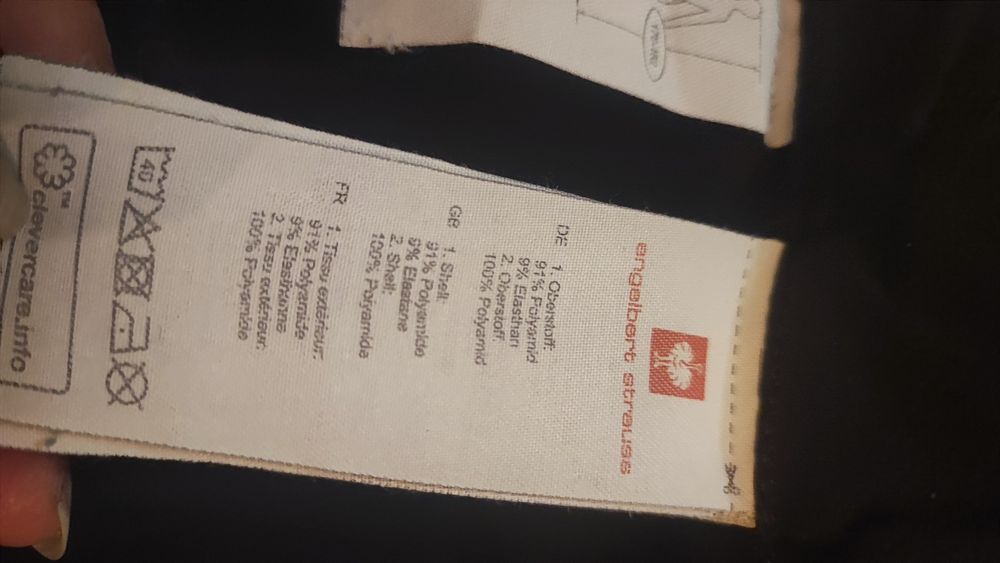 engelbert strauss
DE 1. Oberstoff:
91% Polyamid
9% Elasthan
2. Oberstoff:
100% Polyamid
GB 1. Shell:
91% Polyamide
9% Elastane
2. Shell:
100% Polyamide
FR 1. Tissu extérieur:
91% Polyamide
9% Elasthanne
2. Tissu extérieur:
100% Polyamide
40
clevercare.info
™